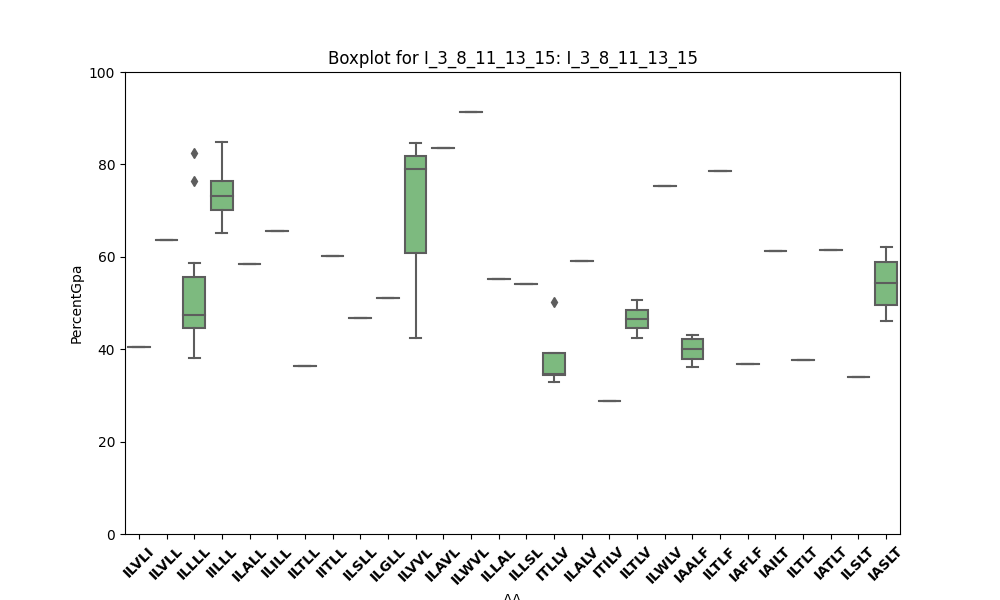 Boxplot for I_3_8_11_13_15: I_3_8_11_13_15
100
80
60
40
20
0
PercentGpa
ILVLI
ILVLL
ILLLL
IILLL
ILALL
ILILL
ILTLL
IITLL
ILSLL
ILGLL
ILVVL
ILAVL
ILWVL
ILLAL
ILLSL
ITLLV
ILALV
ITILV
ILTLV
ILWLV
IAALF
ILTLF
IAFLF
IAILT
ILTLT
IATLT
ILSLT
IASLT
AA